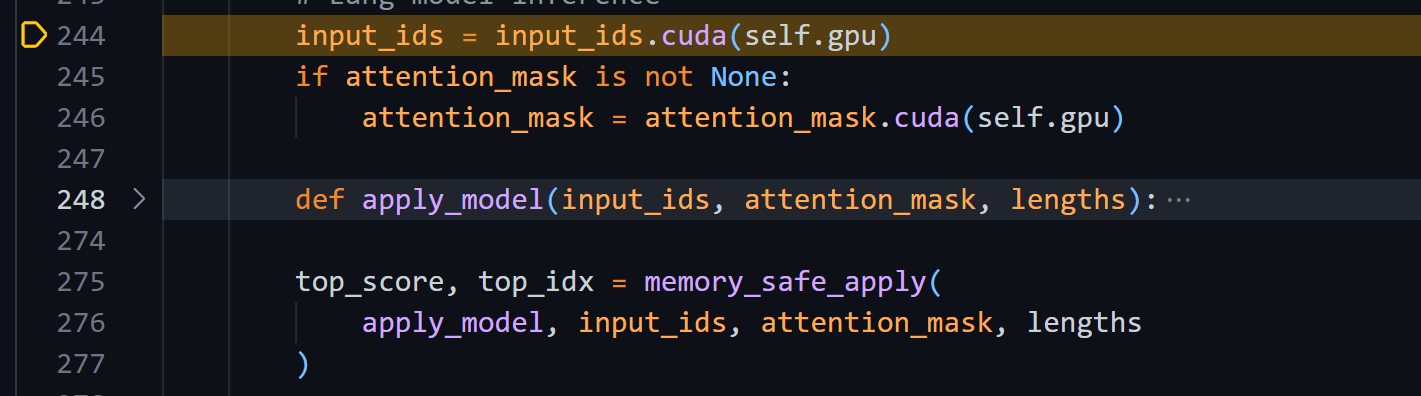 # Lang model inference
244 input_ids = input_ids.cuda(self.gpu)
245 if attention_mask is not None:
246 attention_mask = attention_mask.cuda(self.gpu)
247
248 def apply_model(input_ids, attention_mask, lengths):···
274
275 top_score, top_idx = memory_safe_apply(
276 apply_model, input_ids, attention_mask, lengths
277 )